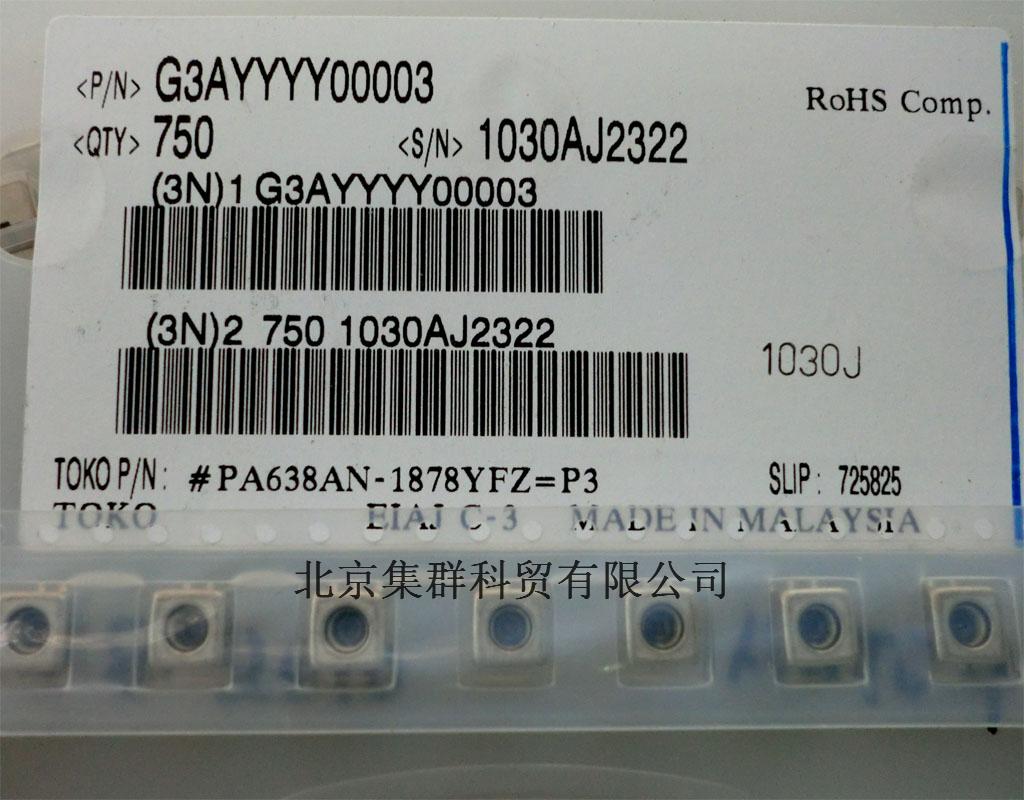 <P/N> G3AYYYY00003
RoHS Comp.
<QTY> 750 <S/N> 1030AJ2322
(3N)1 G3AYYYY00003
(3N)2 750 1030AJ2322
1030J
TOKO P/N: #PA638AN-1878YFZ=P3 SLIP: 725825
TOKO EIAJ C-3 MADE IN MALAYSIA
北京集群科贸有限公司